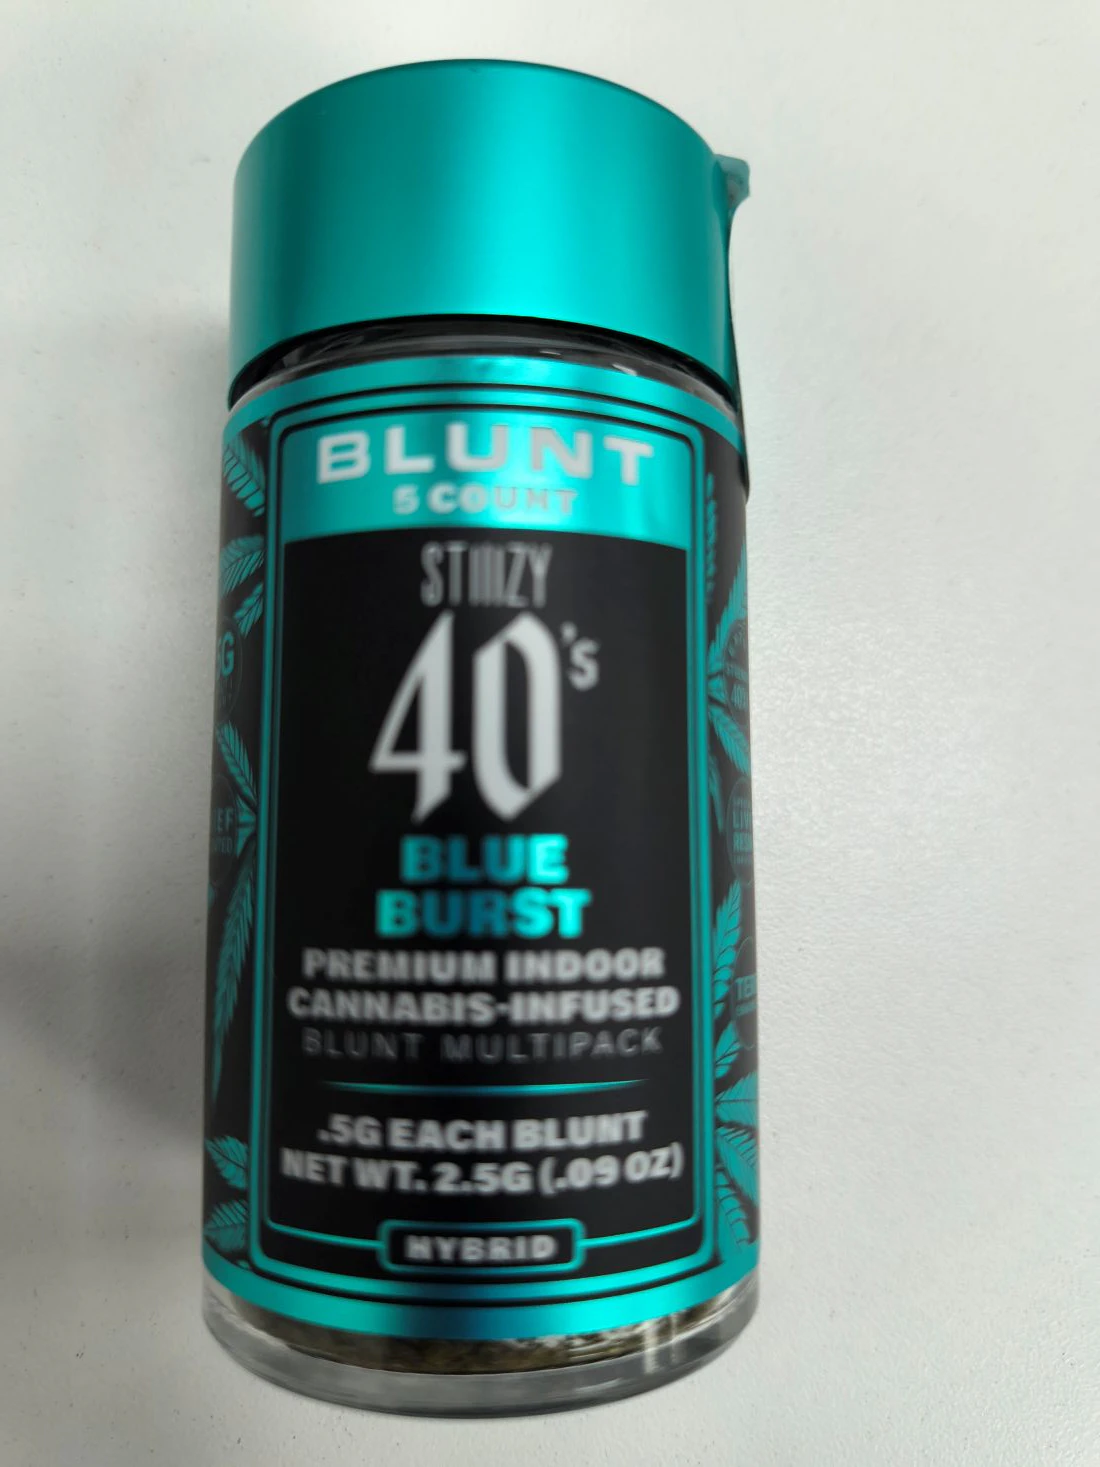 BLUNT
5 COUNT
STIIIZY
40's
BLUE
BURST
PREMIUM INDOOR
CANNABIS-INFUSED
BLUNT MULTIPACK
.5G EACH BLUNT
NET WT. 2.5G (.09 OZ)
HYBRID